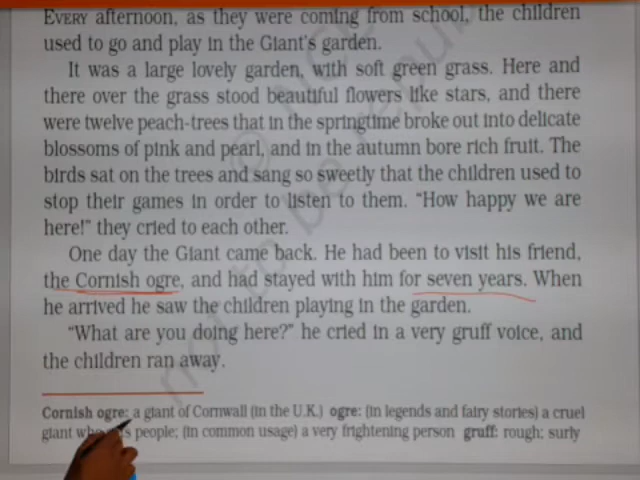 EVERY afternoon, as they were coming from school, the children
used to go and play in the Giant's garden.
It was a large lovely garden, with soft green grass. Here and
there over the grass stood beautiful flowers like stars, and there
were twelve peach-trees that in the springtime broke out into delicate
blossoms of pink and pearl, and in the autumn bore rich fruit. The
birds sat on the trees and sang so sweetly that the children used to
stop their games in order to listen to them. “How happy we are
here!” they cried to each other.
One day the Giant came back. He had been to visit his friend,
the Cornish ogre, and had stayed with him for seven years. When
he arrived he saw the children playing in the garden.
“What are you doing here?” he cried in a very gruff voice, and
the children ran away.
Cornish ogre: a giant of Cornwall (in the U.K.) ogre: (in legends and fairy stories) a cruel
giant people; (in common usage) a very frightening person gruff: rough; surly
not to be